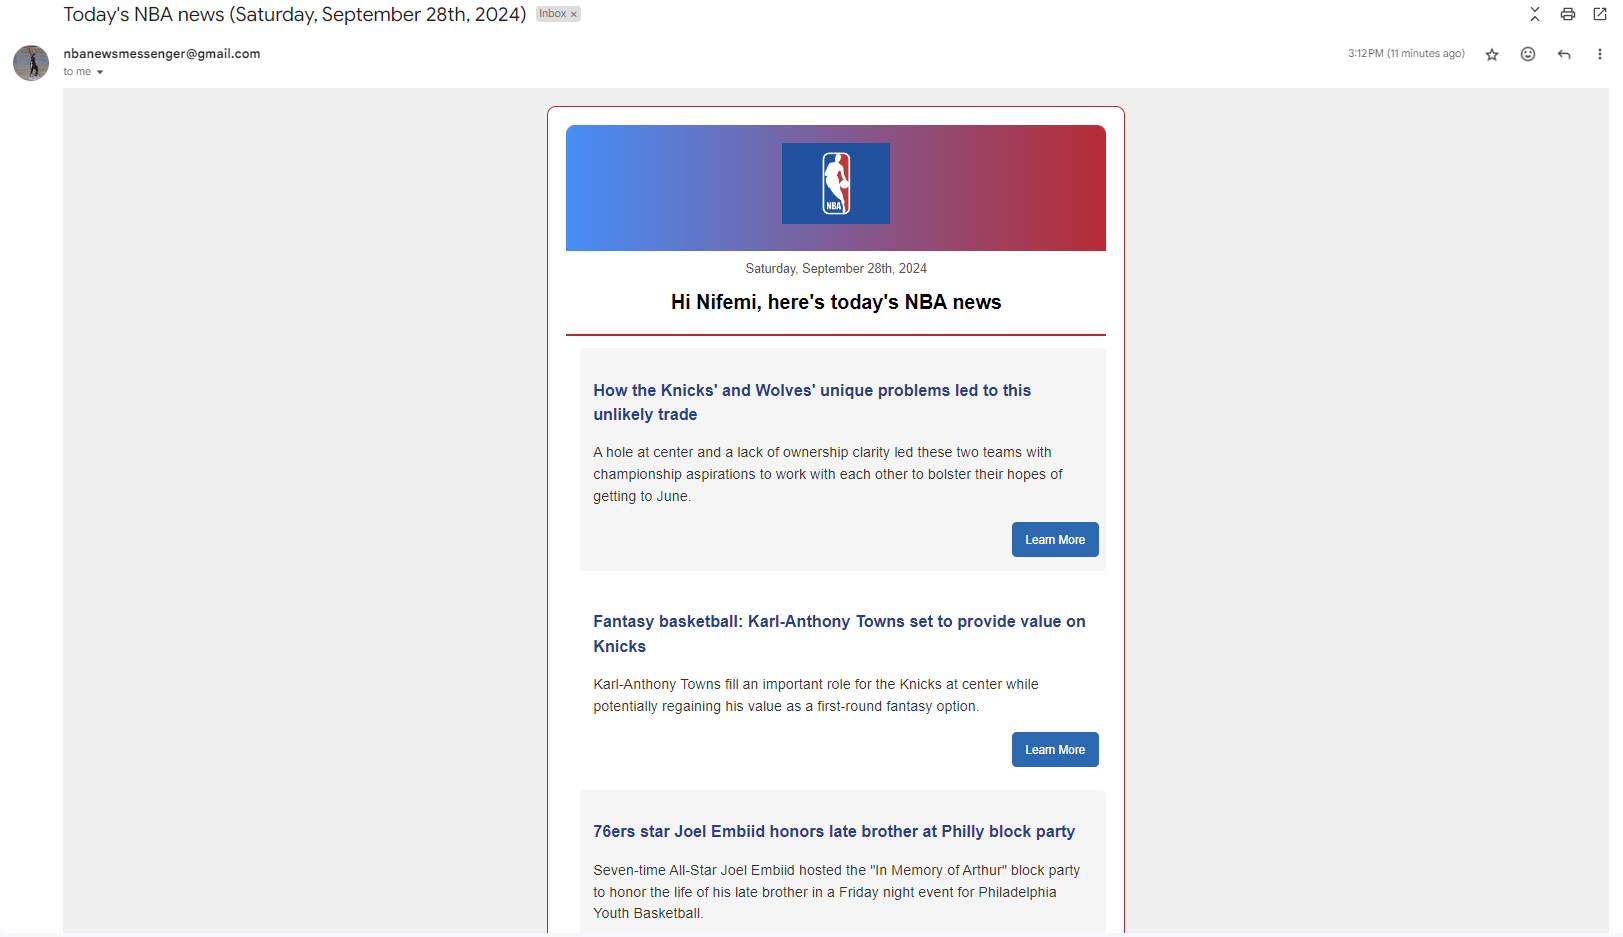 Today's NBA news (Saturday, September 28th, 2024) Inbox x
nbanewsmessenger@gmail.com
3:12 PM (11 minutes ago)
to me
NBA
Saturday, September 28th, 2024
Hi Nifemi, here's today's NBA news
How the Knicks' and Wolves' unique problems led to this
unlikely trade
A hole at center and a lack of ownership clarity led these two teams with
championship aspirations to work with each other to bolster their hopes of
getting to June.
Learn More
Fantasy basketball: Karl-Anthony Towns set to provide value on
Knicks
Karl-Anthony Towns fill an important role for the Knicks at center while
potentially regaining his value as a first-round fantasy option.
Learn More
76ers star Joel Embiid honors late brother at Philly block party
Seven-time All-Star Joel Embiid hosted the "In Memory of Arthur" block party
to honor the life of his late brother in a Friday night event for Philadelphia
Youth Basketball.